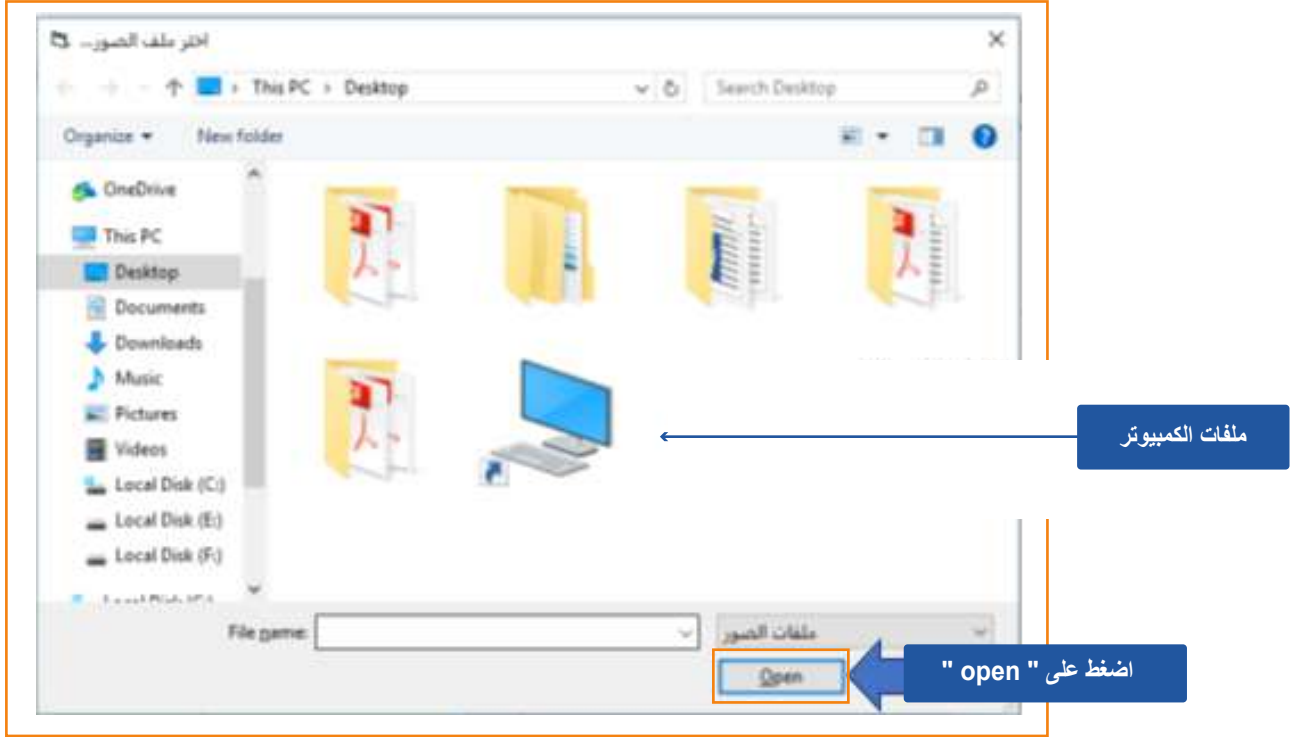 اختر ملف الصور...
This PC › Desktop
Search Desktop
Organize
New folder
OneDrive
This PC
Desktop
Documents
Downloads
Music
Pictures
Videos
Local Disk (C:)
Local Disk (E:)
Local Disk (F:)
ملفات الكمبيوتر
File name:
ملفات الصور
Open
اضغط على " open "